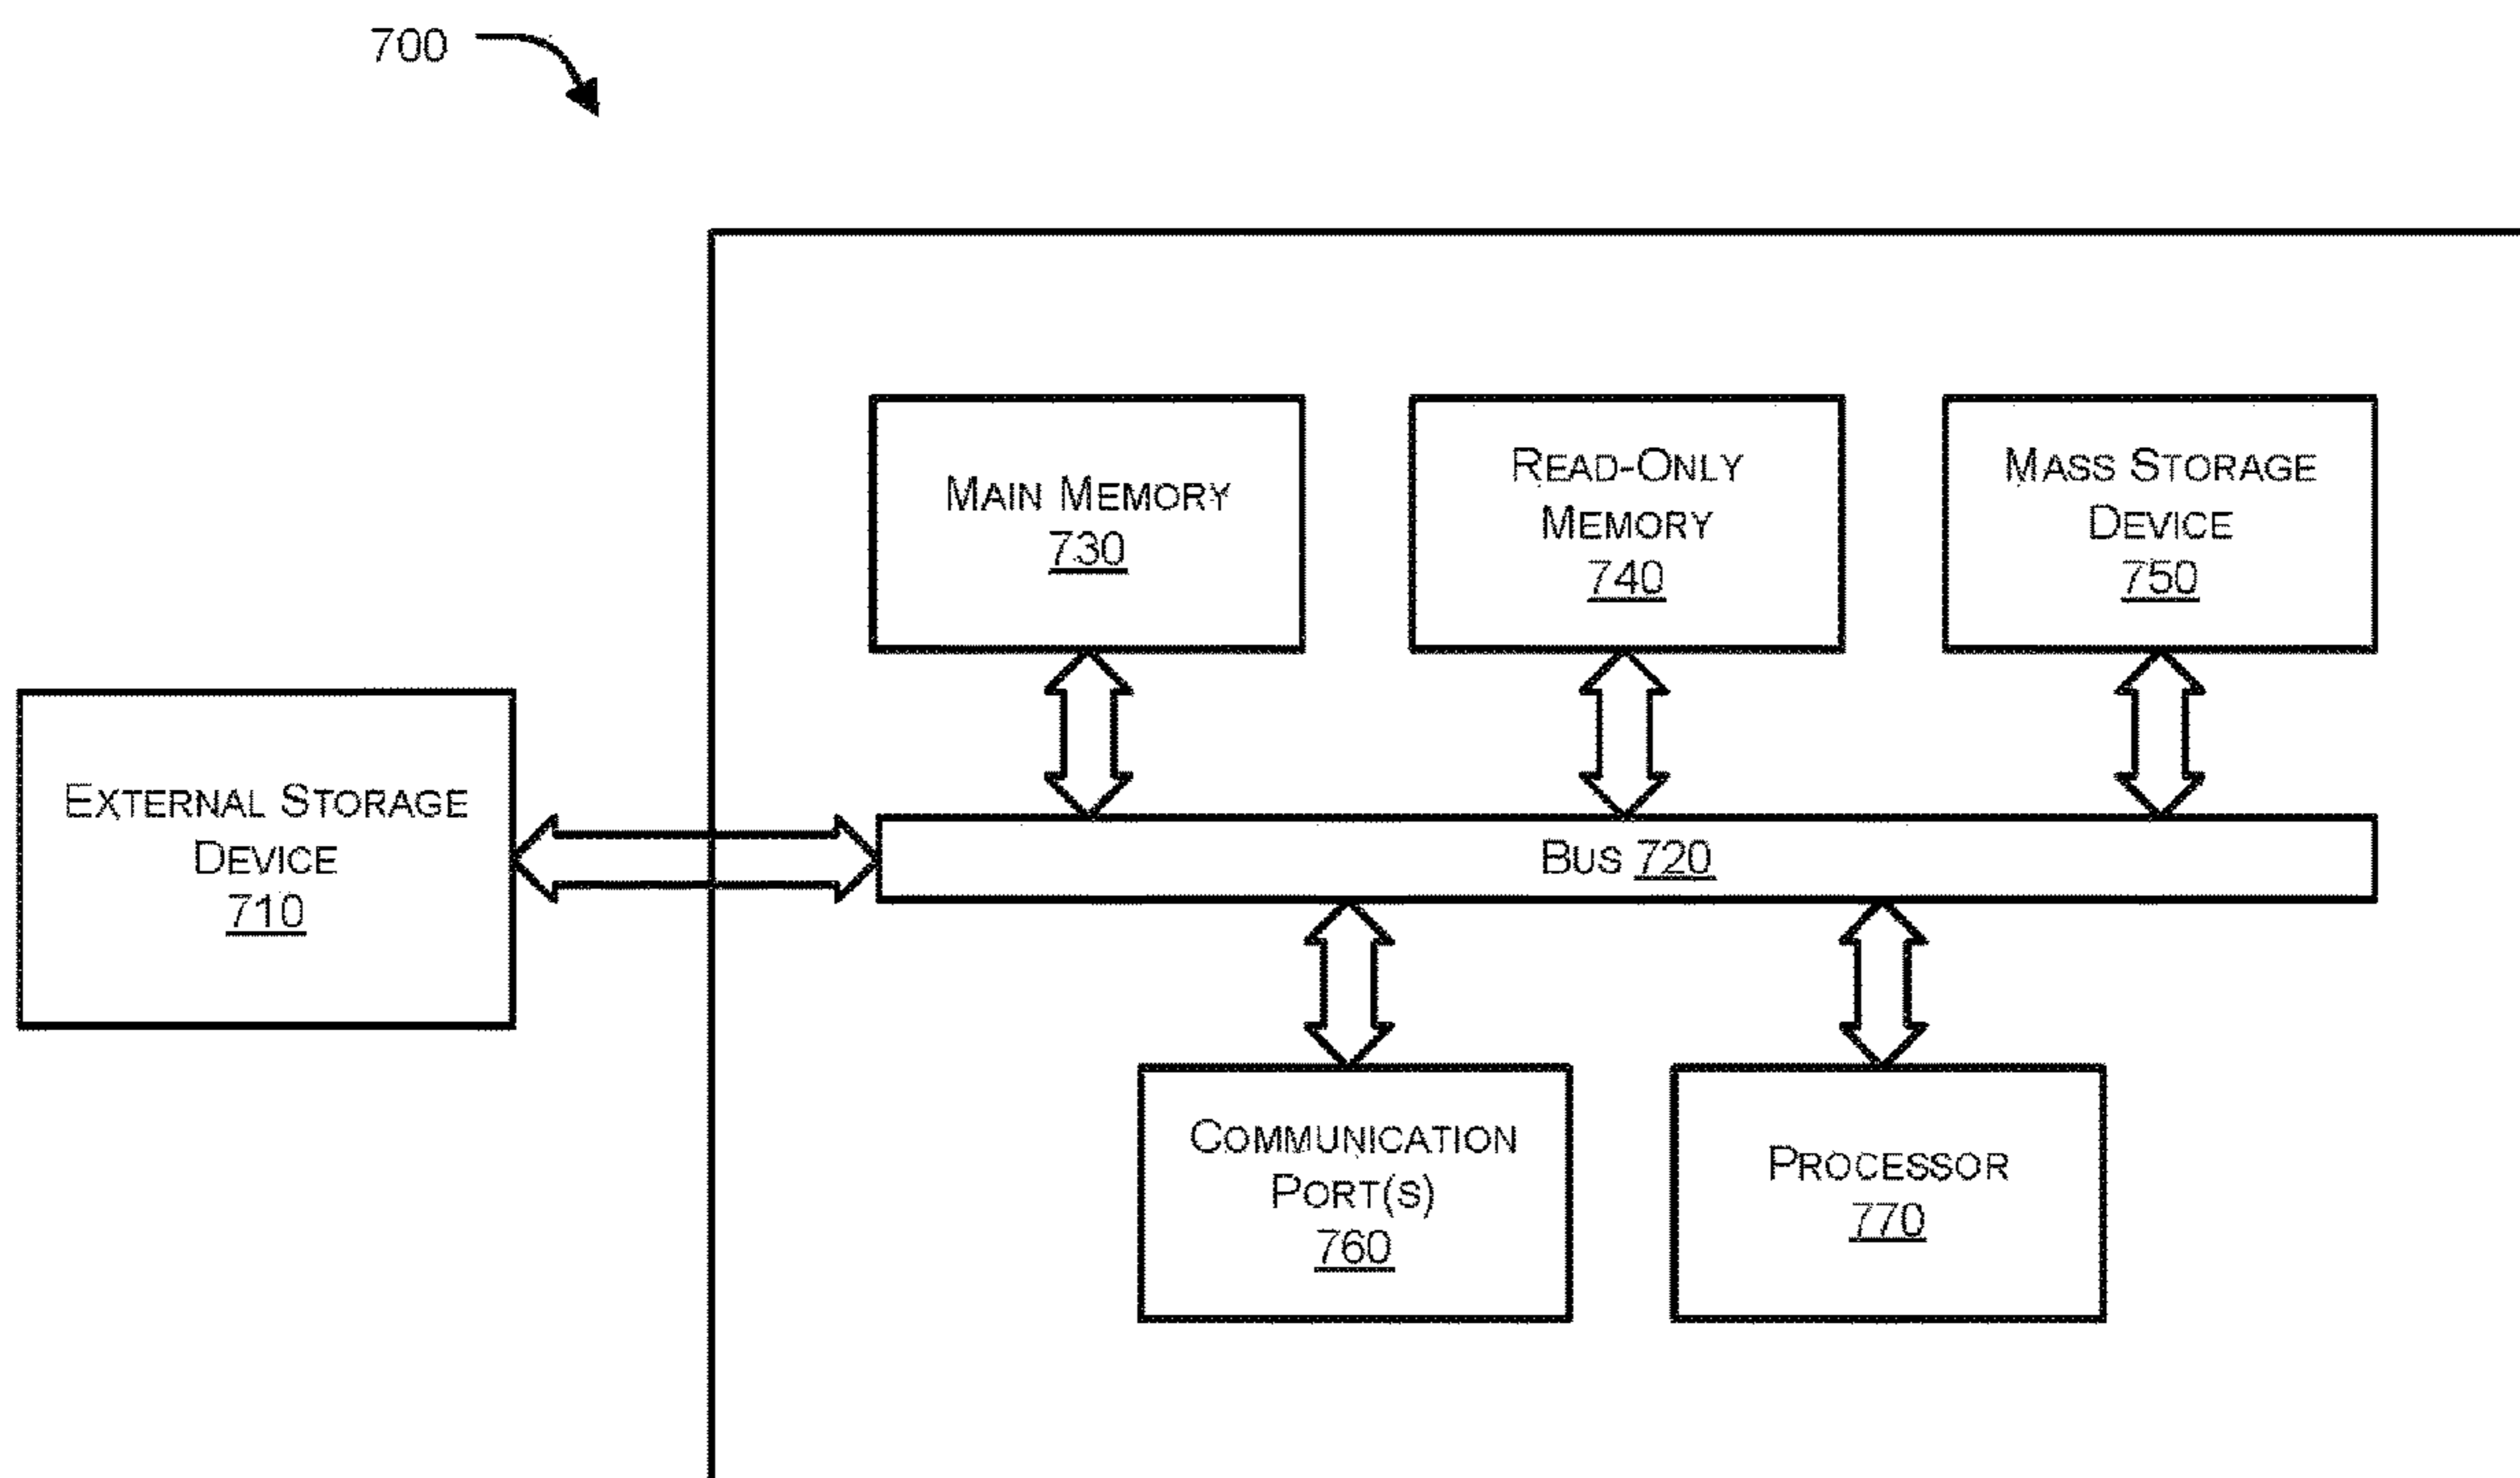 700
MAIN MEMORY
730
READ-ONLY
MEMORY
740
MASS STORAGE
DEVICE
750
EXTERNAL STORAGE
DEVICE
710
BUS 720
COMMUNICATION
PORT(S)
760
PROCESSOR
770